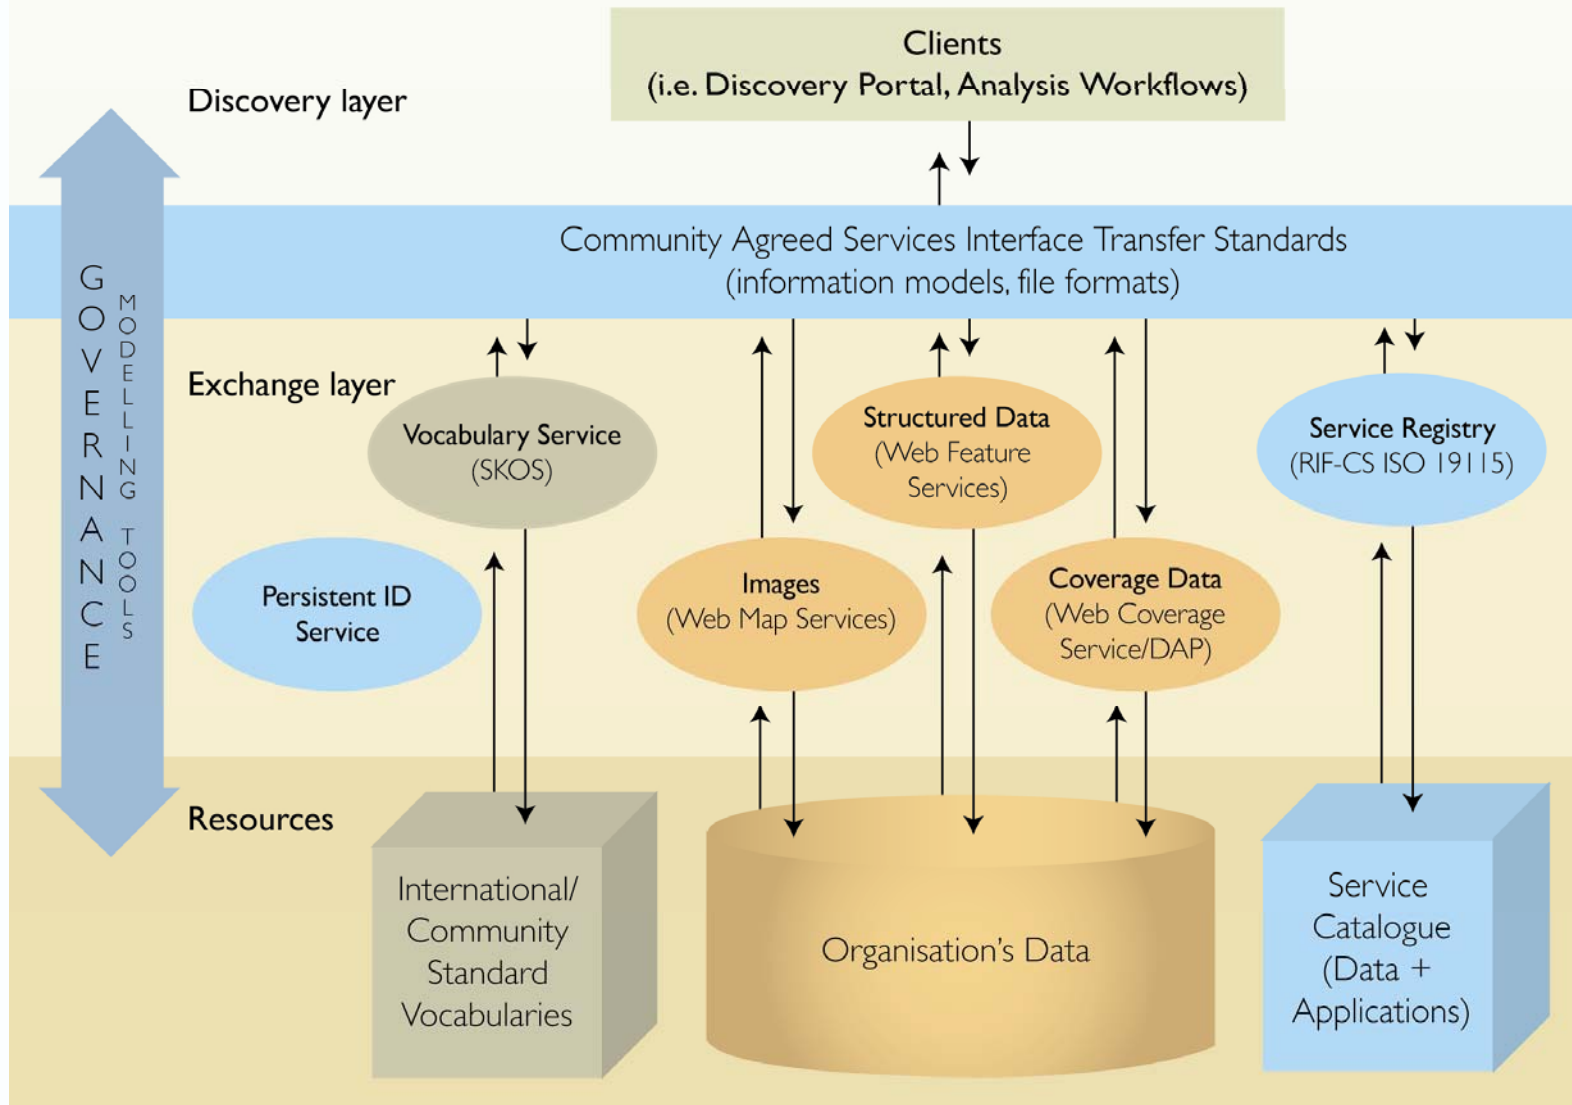 Clients
(i.e. Discovery Portal, Analysis Workflows)
Discovery layer
Community Agreed Services Interface Transfer Standards
(information models, file formats)
GOVERNANCE
MODELLING TOOLS
Exchange layer
Vocabulary Service
(SKOS)
Structured Data
(Web Feature
Services)
Service Registry
(RIF-CS ISO 19115)
Persistent ID
Service
Images
(Web Map Services)
Coverage Data
(Web Coverage
Service/DAP)
Resources
International/
Community
Standard
Vocabularies
Organisation's Data
Service
Catalogue
(Data +
Applications)